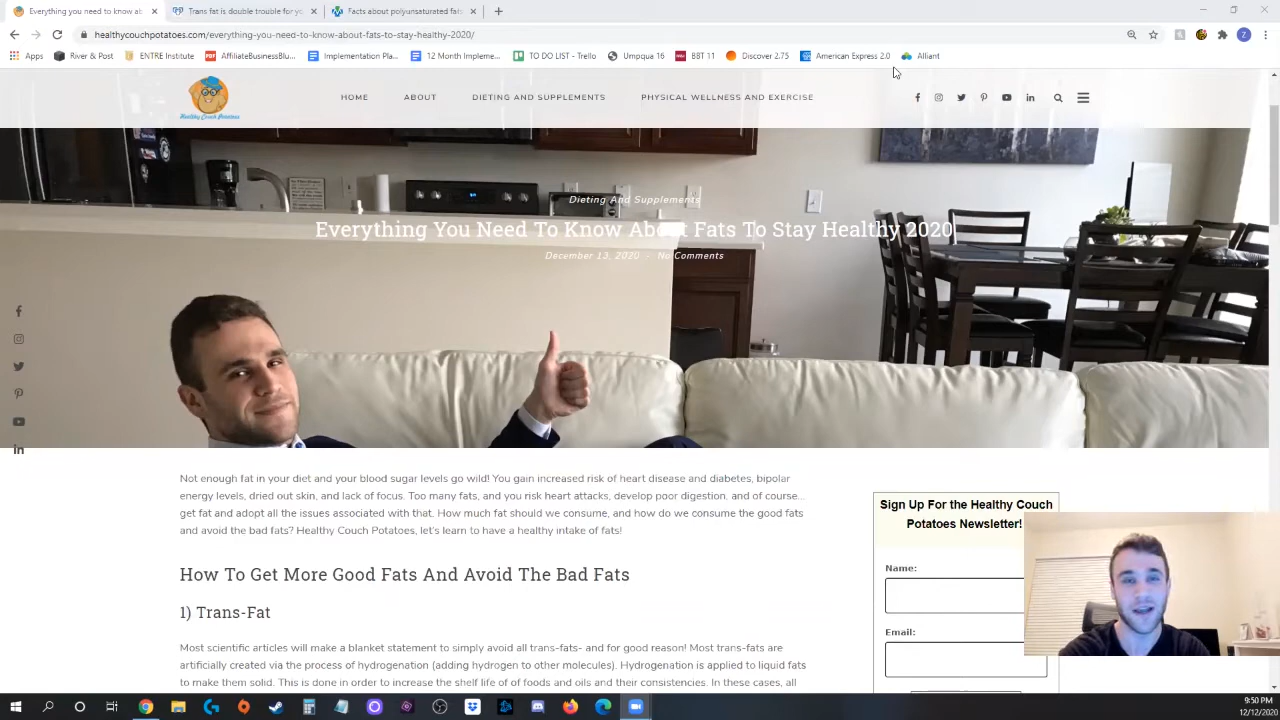 Everything you need to know ab
Trans fat is double trouble for yo
Facts about polyunsaturated fats
healthycouchpotatoes.com/everything-you-need-to-know-about-fats-to-stay-healthy-2020/
Apps
River & Post
ENTRE Institute
AffiliateBusinessBlu...
Implementation Pla...
12 Month Implemen...
TO DO LIST - Trello
Umpqua 16
BBT 11
Discover 2.75
American Express 2.0
Alliant
Healthy Couch Potatoes
HOME
ABOUT
DIETING AND SUPPLEMENTS
PHYSICAL WELLNESS AND EXERCISE
Dieting And Supplements
Everything You Need To Know About Fats To Stay Healthy 2020
December 13, 2020 - No Comments
Not enough fat in your diet and your blood sugar levels go wild! You gain increased risk of heart disease and diabetes, bipolar
energy levels, dried out skin, and lack of focus. Too many fats, and you risk heart attacks, develop poor digestion, and of course...
get fat and adopt all the issues associated with that. How much fat should we consume, and how do we consume the good fats
and avoid the bad fats? Healthy Couch Potatoes, let's learn to have a healthy intake of fats!
How To Get More Good Fats And Avoid The Bad Fats
1) Trans-Fat
Most scientific articles will make a blanket statement to simply avoid all trans-fats- and for good reason! Most trans-fats are
artificially created via the process of hydrogenation (adding hydrogen to other molecules). Hydrogenation is applied to liquid fats
to make them solid. This is done in order to increase the shelf life of of foods and oils and their consistencies. In these cases, all
Sign Up For the Healthy Couch
Potatoes Newsletter!
Name:
Email:
9:50 PM
12/12/2020